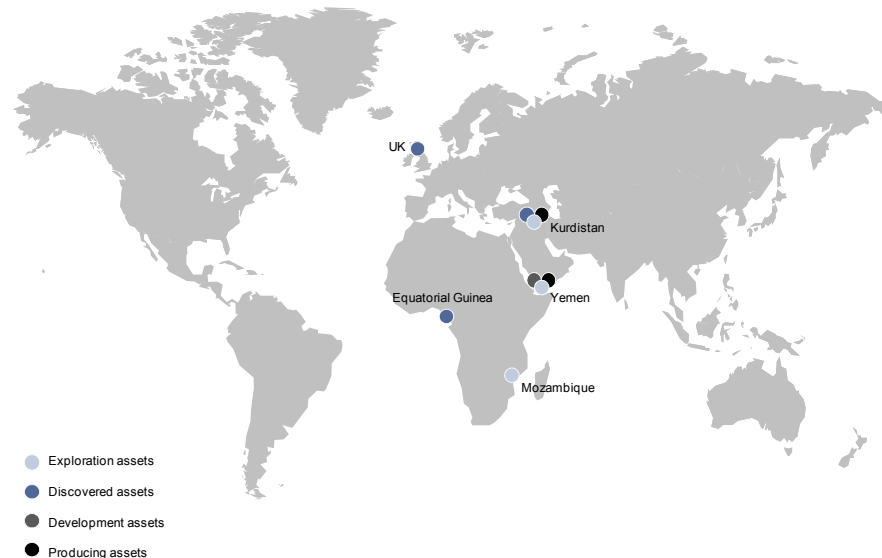 UK
Kurdistan
Equatorial Guinea
Yemen
Mozambique
Exploration assets
Discovered assets
Development assets
Producing assets